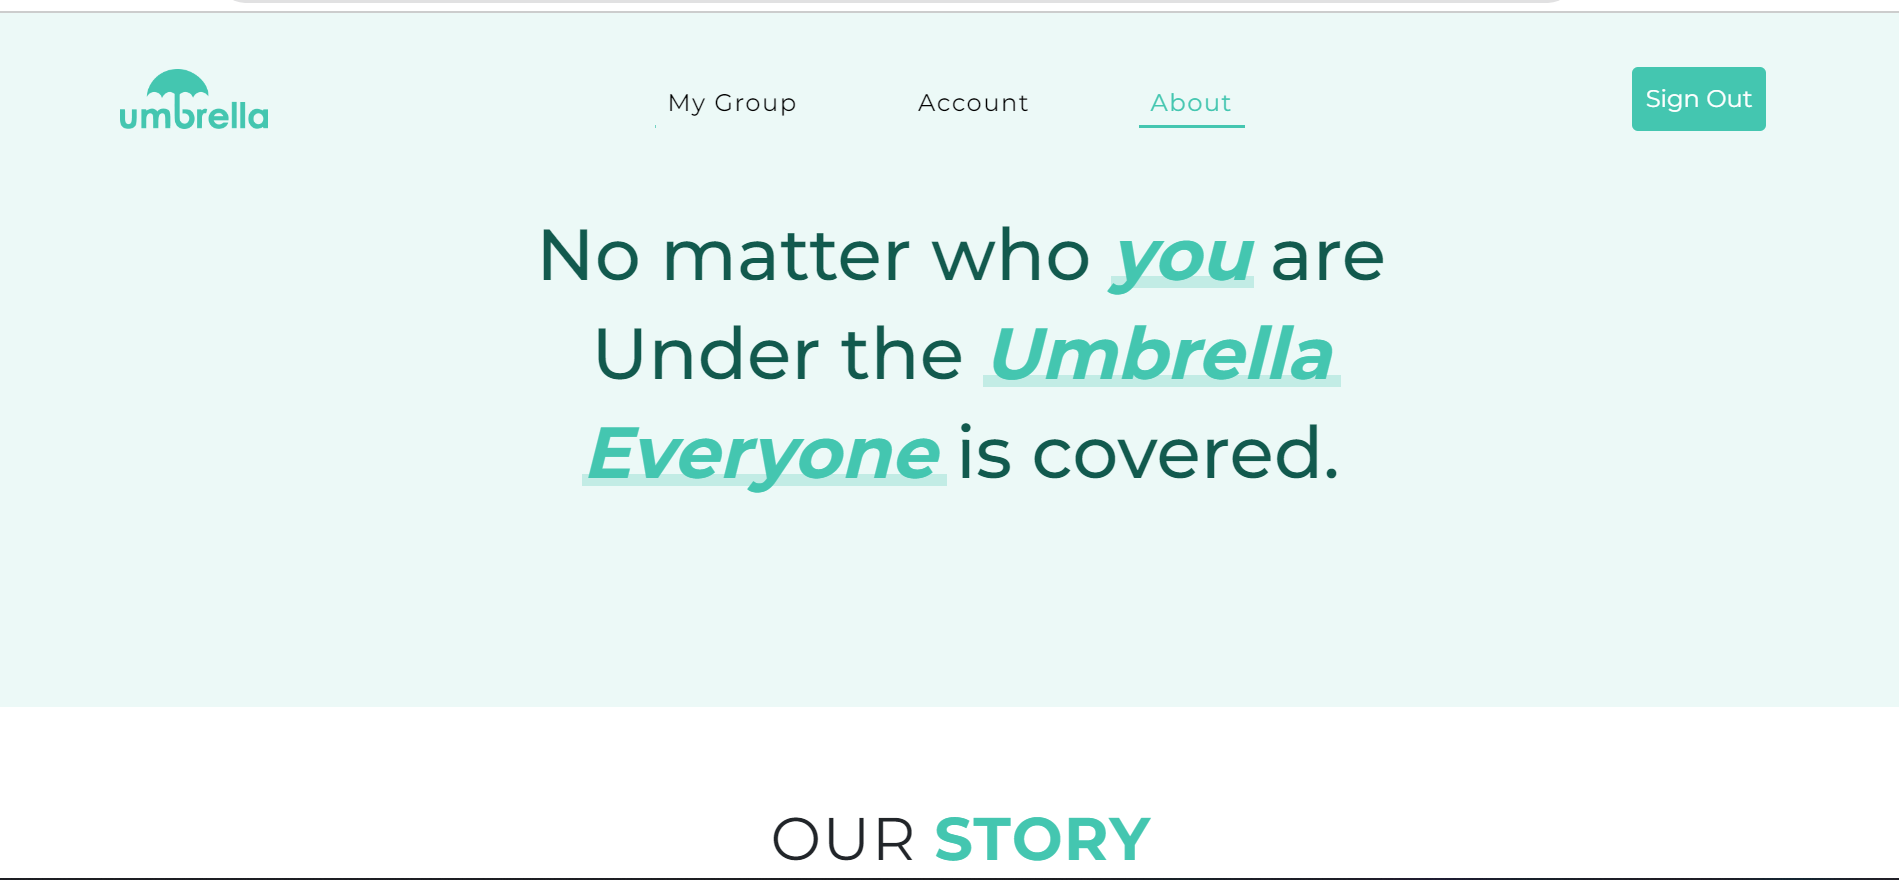 umbrella
My Group
Account
About
Sign Out
No matter who you are
Under the Umbrella
Everyone is covered.
OUR STORY